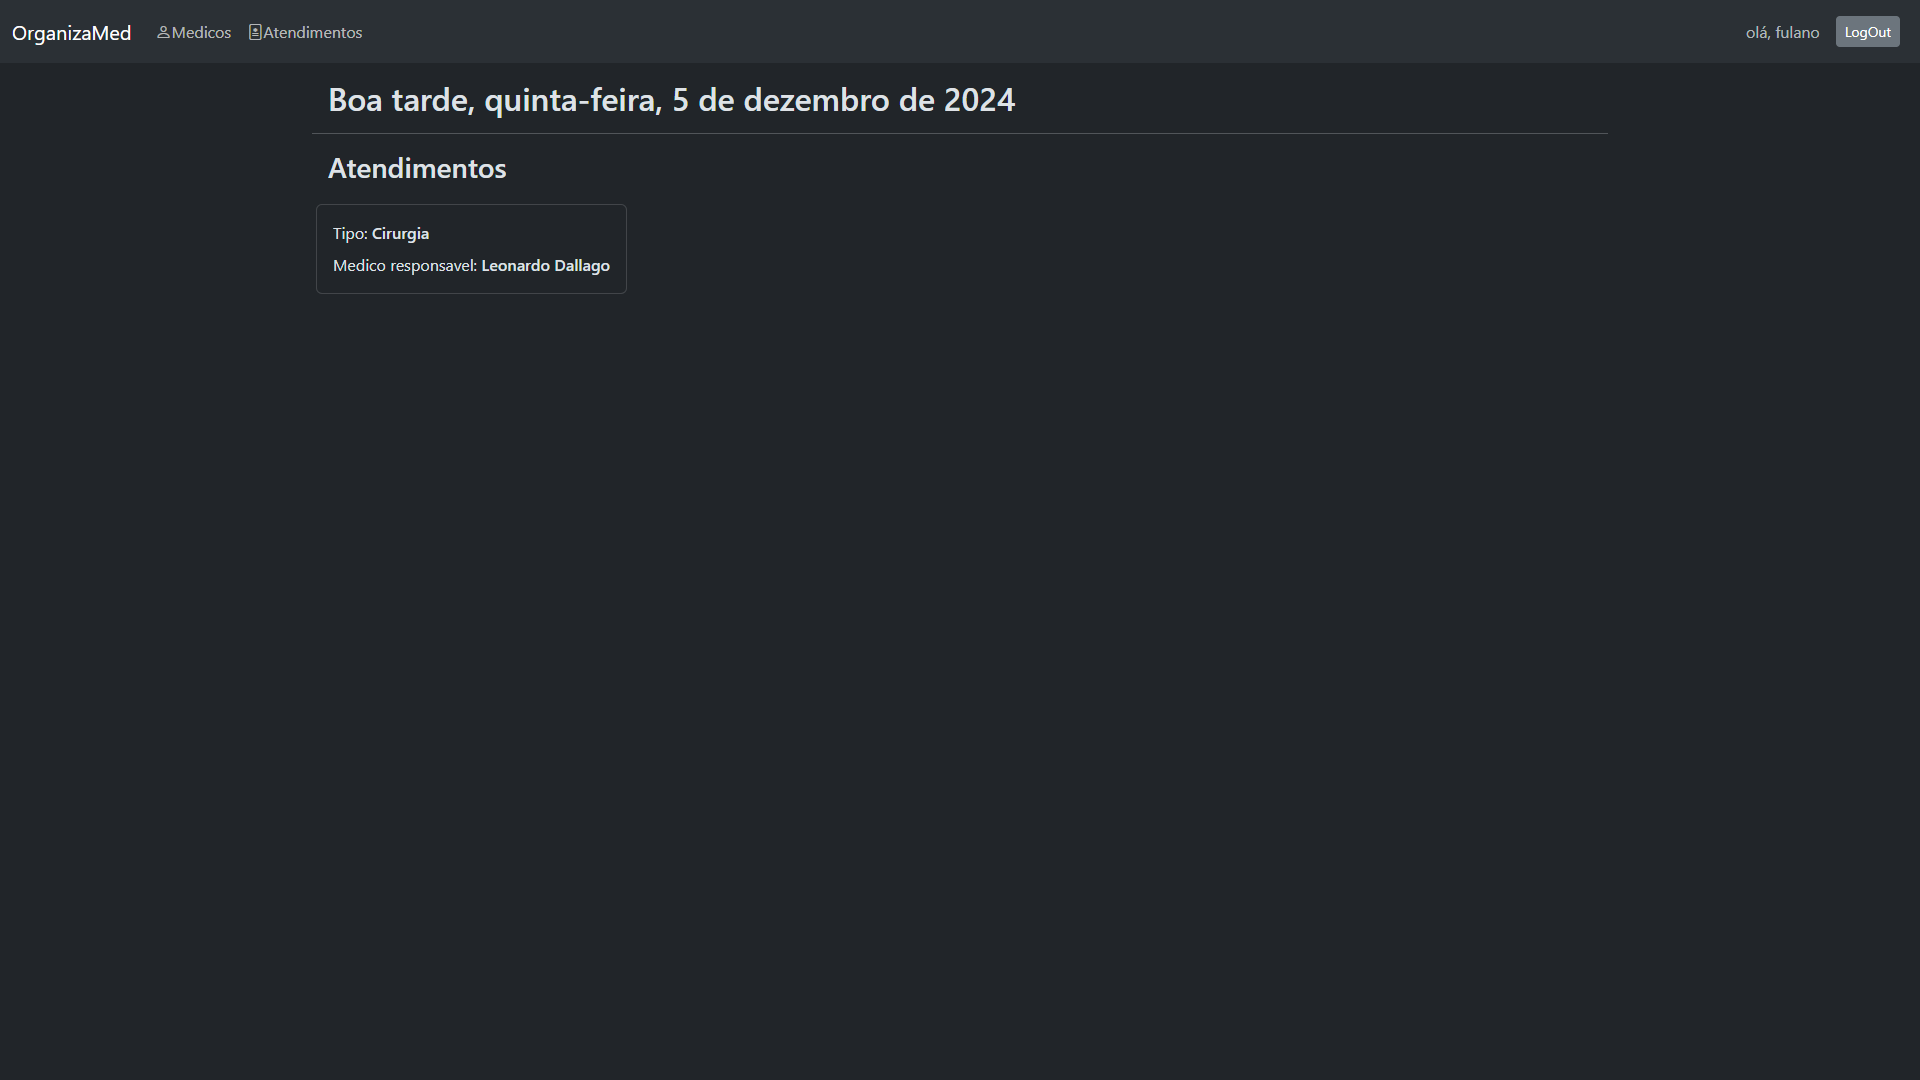 OrganizaMed Medicos Atendimentos olá, fulano LogOut
Boa tarde, quinta-feira, 5 de dezembro de 2024
Atendimentos
Tipo: Cirurgia
Medico responsavel: Leonardo Dallago